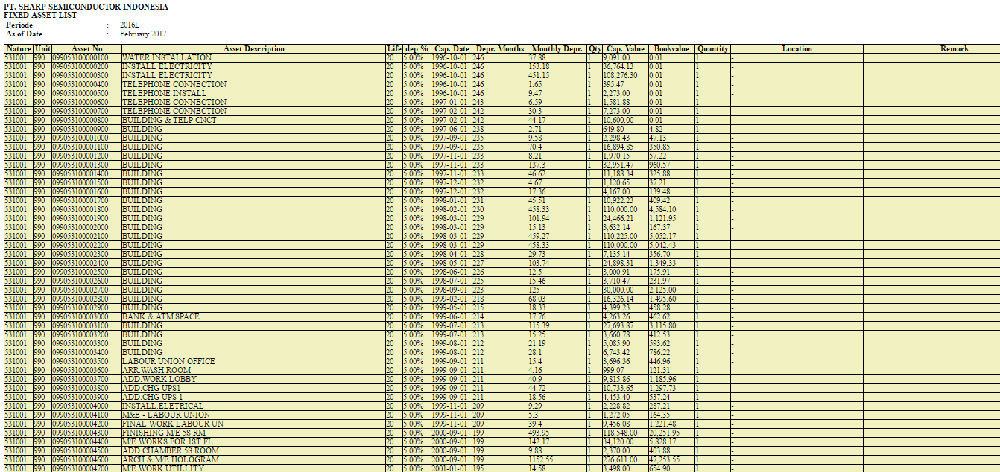 PT. SHARP SEMICONDUCTOR INDONESIA
FIXED ASSET LIST
Periode : 2016L
As of Date : February 2017
Nature Unit Asset No Asset Description Life dep % Cap. Date Depr. Months Monthly Depr. Qty Cap. Value Bookvalue Quantity Location Remark
531001 990 099053100000100 WATER INSTALLATION 20 5.00% 1996-10-01 246 37.88 1 9,091.00 0.01 1 -
531001 990 099053100000200 INSTALL ELECTRICITY 20 5.00% 1996-10-01 246 153.18 1 36,764.13 0.01 1 -
531001 990 099053100000300 INSTALL ELECTRICITY 20 5.00% 1996-10-01 246 451.15 1 108,276.30 0.01 1 -
531001 990 099053100000400 TELEPHONE CONNECTION 20 5.00% 1996-10-01 246 1.65 1 395.47 0.01 1 -
531001 990 099053100000500 TELEPHONE INSTALL 20 5.00% 1996-10-01 246 9.47 1 2,273.00 0.01 1 -
531001 990 099053100000600 TELEPHONE CONNECTION 20 5.00% 1997-01-01 243 6.59 1 1,581.88 0.01 1 -
531001 990 099053100000700 TELEPHONE CONNECTION 20 5.00% 1997-02-01 242 30.3 1 7,273.00 0.01 1 -
531001 990 099053100000800 BUILDING & TELP CNCT 20 5.00% 1997-02-01 242 44.17 1 10,600.00 0.01 1 -
531001 990 099053100000900 BUILDING 20 5.00% 1997-06-01 238 2.71 1 649.80 4.82 1 -
531001 990 099053100001000 BUILDING 20 5.00% 1997-09-01 235 9.58 1 2,298.43 47.13 1 -
531001 990 099053100001100 BUILDING 20 5.00% 1997-09-01 235 70.4 1 16,894.85 350.85 1 -
531001 990 099053100001200 BUILDING 20 5.00% 1997-11-01 233 8.21 1 1,970.15 57.22 1 -
531001 990 099053100001300 BUILDING 20 5.00% 1997-11-01 233 137.3 1 32,951.47 960.57 1 -
531001 990 099053100001400 BUILDING 20 5.00% 1997-11-01 233 46.62 1 11,188.34 325.88 1 -
531001 990 099053100001500 BUILDING 20 5.00% 1997-12-01 232 4.67 1 1,120.65 37.21 1 -
531001 990 099053100001600 BUILDING 20 5.00% 1997-12-01 232 17.36 1 4,167.00 139.48 1 -
531001 990 099053100001700 BUILDING 20 5.00% 1998-01-01 231 45.51 1 10,922.23 409.42 1 -
531001 990 099053100001800 BUILDING 20 5.00% 1998-02-01 230 458.33 1 110,000.00 4,584.10 1 -
531001 990 099053100001900 BUILDING 20 5.00% 1998-03-01 229 101.94 1 24,466.21 1,121.95 1 -
531001 990 099053100002000 BUILDING 20 5.00% 1998-03-01 229 15.13 1 3,632.14 167.37 1 -
531001 990 099053100002100 BUILDING 20 5.00% 1998-03-01 229 459.27 1 110,225.00 5,052.17 1 -
531001 990 099053100002200 BUILDING 20 5.00% 1998-03-01 229 458.33 1 110,000.00 5,042.43 1 -
531001 990 099053100002300 BUILDING 20 5.00% 1998-04-01 228 29.73 1 7,135.14 356.70 1 -
531001 990 099053100002400 BUILDING 20 5.00% 1998-05-01 227 103.74 1 24,898.31 1,349.33 1 -
531001 990 099053100002500 BUILDING 20 5.00% 1998-06-01 226 12.5 1 3,000.91 175.91 1 -
531001 990 099053100002600 BUILDING 20 5.00% 1998-07-01 225 15.46 1 3,710.47 231.97 1 -
531001 990 099053100002700 BUILDING 20 5.00% 1998-09-01 223 125 1 30,000.00 2,125.00 1 -
531001 990 099053100002800 BUILDING 20 5.00% 1999-02-01 218 68.03 1 16,326.14 1,495.60 1 -
531001 990 099053100002900 BUILDING 20 5.00% 1999-05-01 215 18.33 1 4,399.23 458.28 1 -
531001 990 099053100003000 BANK & ATM SPACE 20 5.00% 1999-06-01 214 17.76 1 4,263.26 462.62 1 -
531001 990 099053100003100 BUILDING 20 5.00% 1999-07-01 213 115.39 1 27,693.87 3,115.80 1 -
531001 990 099053100003200 BUILDING 20 5.00% 1999-07-01 213 15.25 1 3,660.78 412.53 1 -
531001 990 099053100003300 BUILDING 20 5.00% 1999-08-01 212 21.19 1 5,085.90 593.62 1 -
531001 990 099053100003400 BUILDING 20 5.00% 1999-08-01 212 28.1 1 6,743.42 786.22 1 -
531001 990 099053100003500 LABOUR UNION OFFICE 20 5.00% 1999-09-01 211 15.4 1 3,696.36 446.96 1 -
531001 990 099053100003600 ARR.WASH.ROOM 20 5.00% 1999-09-01 211 4.16 1 999.07 121.31 1 -
531001 990 099053100003700 ADD.WORK.LOBBY 20 5.00% 1999-09-01 211 40.9 1 9,815.86 1,185.96 1 -
531001 990 099053100003800 ADD.CHG UPS1 20 5.00% 1999-09-01 211 44.72 1 10,733.65 1,297.73 1 -
531001 990 099053100003900 ADD.CHG UPS 1 20 5.00% 1999-09-01 211 18.56 1 4,453.40 537.24 1 -
531001 990 099053100004000 INSTALL.ELETRICAL 20 5.00% 1999-11-01 209 9.29 1 2,228.82 287.21 1 -
531001 990 099053100004100 M&E - LABOUR UNION 20 5.00% 1999-11-01 209 5.3 1 1,272.05 164.35 1 -
531001 990 099053100004200 FINAL WORK LABOUR UN 20 5.00% 1999-11-01 209 39.4 1 9,456.08 1,221.48 1 -
531001 990 099053100004300 FINISHING M/E 5S RM 20 5.00% 2000-09-01 199 493.95 1 118,548.00 20,251.95 1 -
531001 990 099053100004400 M/E WORKS FOR 1ST FL 20 5.00% 2000-09-01 199 142.17 1 34,120.00 5,828.17 1 -
531001 990 099053100004500 ADD.CHAMBER 5S ROOM 20 5.00% 2000-09-01 199 9.88 1 2,370.00 403.88 1 -
531001 990 099053100004600 ARCH & M/E HOLOGRAM 20 5.00% 2000-09-01 199 1152.55 1 276,611.00 47,253.55 1 -
531001 990 099053100004700 M/E WORK UTILLITY 20 5.00% 2001-01-01 195 14.58 1 3,498.00 654.90 1 -